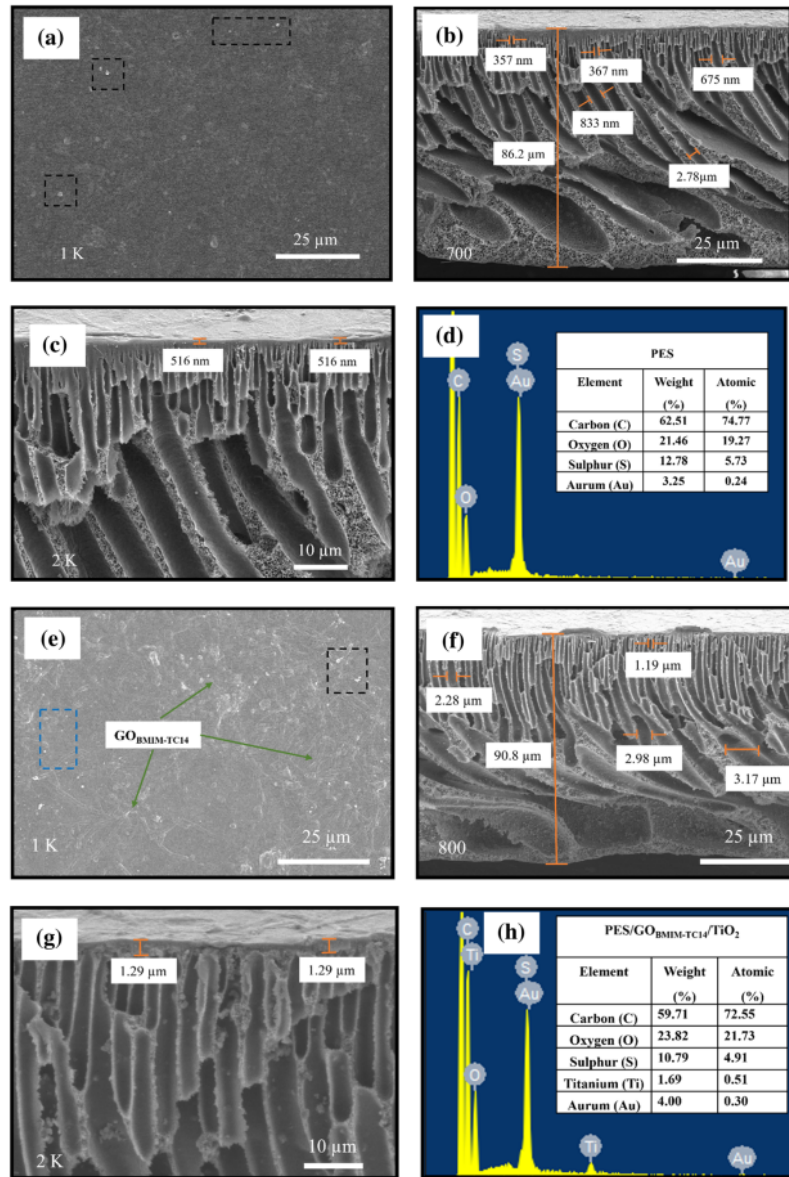 (a)
1 K
25 µm
(b)
357 nm
367 nm
675 nm
833 nm
86.2 µm
2.78µm
700
25 µm
(c)
516 nm
516 nm
2 K
10 µm
(d)
C
O
S
Au
Au
PES
Element Weight (%) Atomic (%)
Carbon (C) 62.51 74.77
Oxygen (O) 21.46 19.27
Sulphur (S) 12.78 5.73
Aurum (Au) 3.25 0.24
(e)
GO_BMIM-TC14
1 K
25 µm
(f)
1.19 µm
2.28 µm
90.8 µm
2.98 µm
3.17 µm
800
25 µm
(g)
1.29 µm
1.29 µm
2 K
10 µm
(h)
C
Ti
O
S
Au
Ti
Au
PES/GO_BMIM-TC14/TiO₂
Element Weight (%) Atomic (%)
Carbon (C) 59.71 72.55
Oxygen (O) 23.82 21.73
Sulphur (S) 10.79 4.91
Titanium (Ti) 1.69 0.51
Aurum (Au) 4.00 0.30